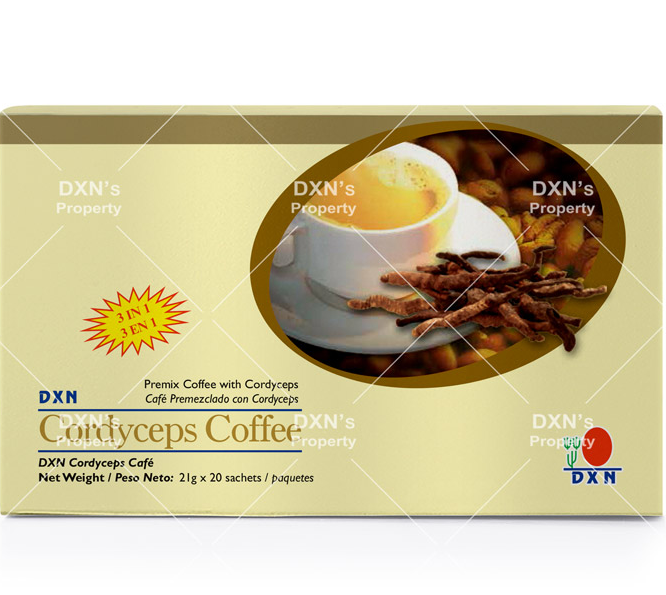 DXN's
Property
DXN's
Property
DXN's
Property
3 IN 1
3 EN 1
Premix Coffee with Cordyceps
Café Premezclado con Cordyceps
DXN
Cordyceps Coffee
DXN's
Property
DXN's
Property
DXN's
Property
DXN Cordyceps Café
Net Weight / Peso Neto: 21g x 20 sachets / paquetes
DXN